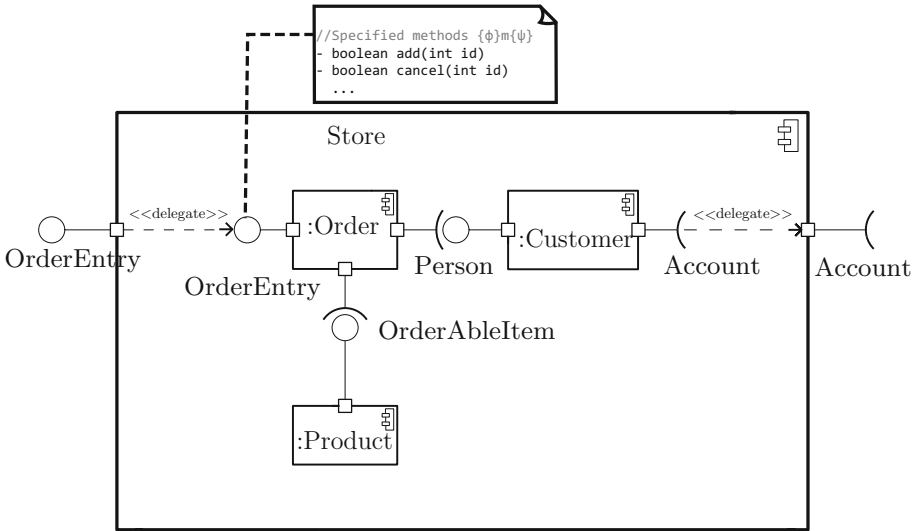 //Specified methods {ϕ}m{ψ}
- boolean add(int id)
- boolean cancel(int id)
...
Store
<<delegate>>
:Order
:Customer
<<delegate>>
OrderEntry
OrderEntry
Person
Account
Account
OrderAbleItem
:Product